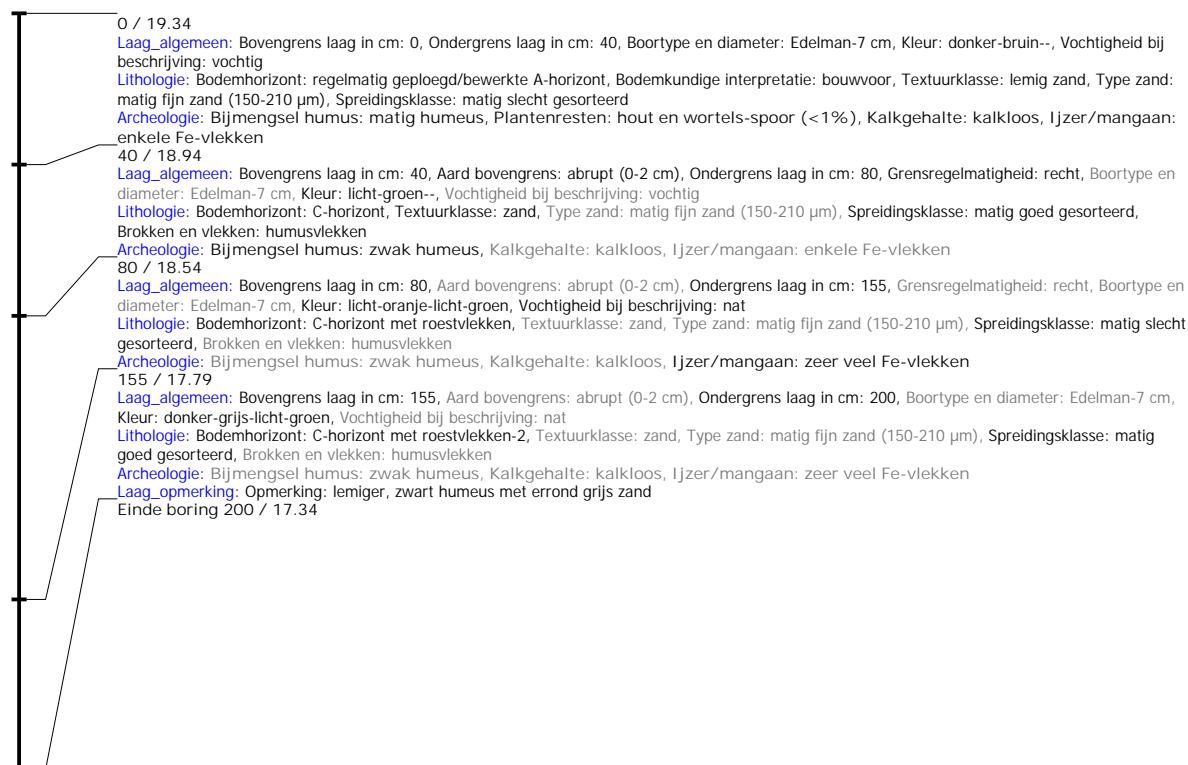 0 / 19.34
Laag_algemeen: Bovengrens laag in cm: 0, Ondergrens laag in cm: 40, Boortype en diameter: Edelman-7 cm, Kleur: donker-bruin--, Vochtigheid bij
beschrijving: vochtig
Lithologie: Bodemhorizont: regelmatig geploegd/bewerkte A-horizont, Bodemkundige interpretatie: bouwvoor, Textuurklasse: lemig zand, Type zand:
matig fijn zand (150-210 µm), Spreidingsklasse: matig slecht gesorteerd
Archeologie: Bijmengsel humus: matig humeus, Plantenresten: hout en wortels-spoor (<1%), Kalkgehalte: kalkloos, Ijzer/mangaan:
enkele Fe-vlekken
40 / 18.94
Laag_algemeen: Bovengrens laag in cm: 40, Aard bovengrens: abrupt (0-2 cm), Ondergrens laag in cm: 80, Grensregelmatigheid: recht, Boortype en
diameter: Edelman-7 cm, Kleur: licht-groen--, Vochtigheid bij beschrijving: vochtig
Lithologie: Bodemhorizont: C-horizont, Textuurklasse: zand, Type zand: matig fijn zand (150-210 µm), Spreidingsklasse: matig goed gesorteerd,
Brokken en vlekken: humusvlekken
Archeologie: Bijmengsel humus: zwak humeus, Kalkgehalte: kalkloos, Ijzer/mangaan: enkele Fe-vlekken
80 / 18.54
Laag_algemeen: Bovengrens laag in cm: 80, Aard bovengrens: abrupt (0-2 cm), Ondergrens laag in cm: 155, Grensregelmatigheid: recht, Boortype en
diameter: Edelman-7 cm, Kleur: licht-oranje-licht-groen, Vochtigheid bij beschrijving: nat
Lithologie: Bodemhorizont: C-horizont met roestvlekken, Textuurklasse: zand, Type zand: matig fijn zand (150-210 µm), Spreidingsklasse: matig slecht
gesorteerd, Brokken en vlekken: humusvlekken
Archeologie: Bijmengsel humus: zwak humeus, Kalkgehalte: kalkloos, Ijzer/mangaan: zeer veel Fe-vlekken
155 / 17.79
Laag_algemeen: Bovengrens laag in cm: 155, Aard bovengrens: abrupt (0-2 cm), Ondergrens laag in cm: 200, Boortype en diameter: Edelman-7 cm,
Kleur: donker-grijs-licht-groen, Vochtigheid bij beschrijving: nat
Lithologie: Bodemhorizont: C-horizont met roestvlekken-2, Textuurklasse: zand, Type zand: matig fijn zand (150-210 µm), Spreidingsklasse: matig
goed gesorteerd, Brokken en vlekken: humusvlekken
Archeologie: Bijmengsel humus: zwak humeus, Kalkgehalte: kalkloos, Ijzer/mangaan: zeer veel Fe-vlekken
Laag_opmerking: Opmerking: lemiger, zwart humeus met errond grijs zand
Einde boring 200 / 17.34